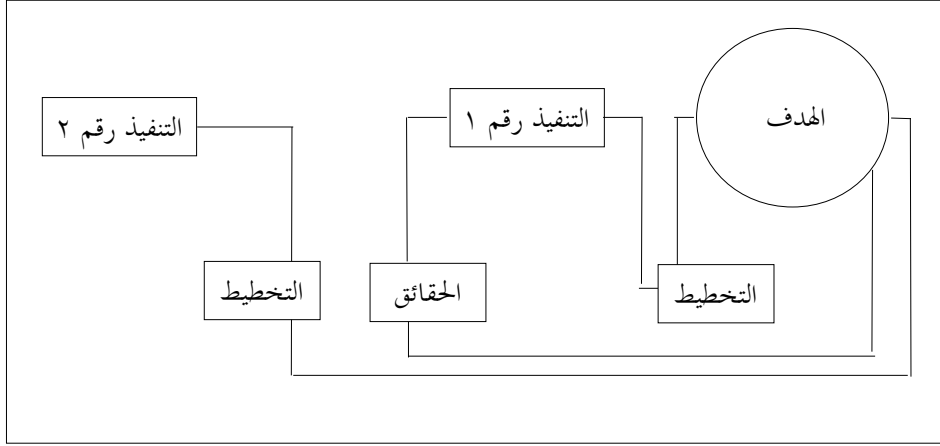 الهدف
التنفيذ رقم ١
التنفيذ رقم ٢
التخطيط
الحقائق
التخطيط